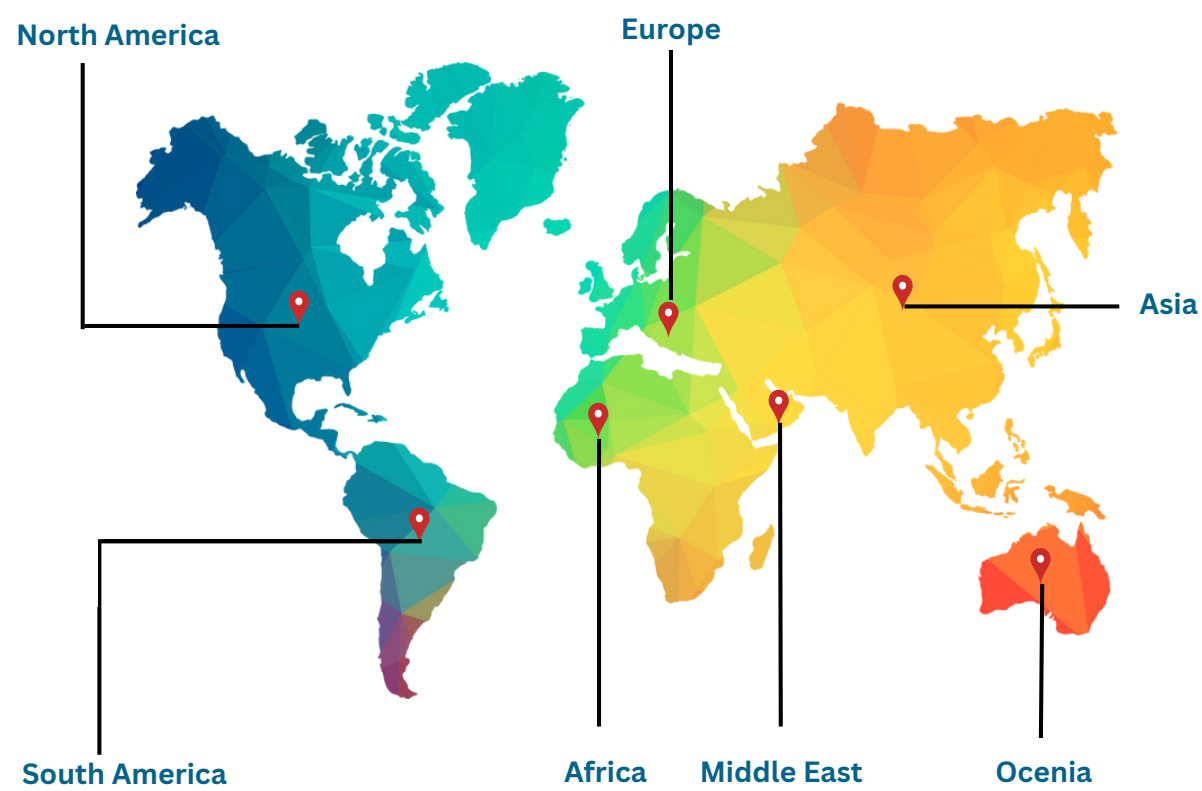 North America
Europe
Asia
South America
Africa
Middle East
Ocenia